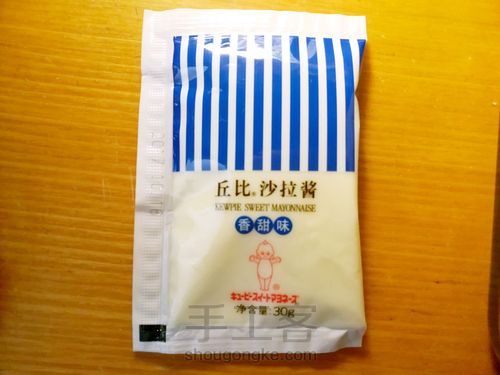 丘比®沙拉酱
KEWPIE SWEET MAYONNAISE
香甜味
キユーピースイートマヨネーズ
净含量:30g
手工客
shougongke.com